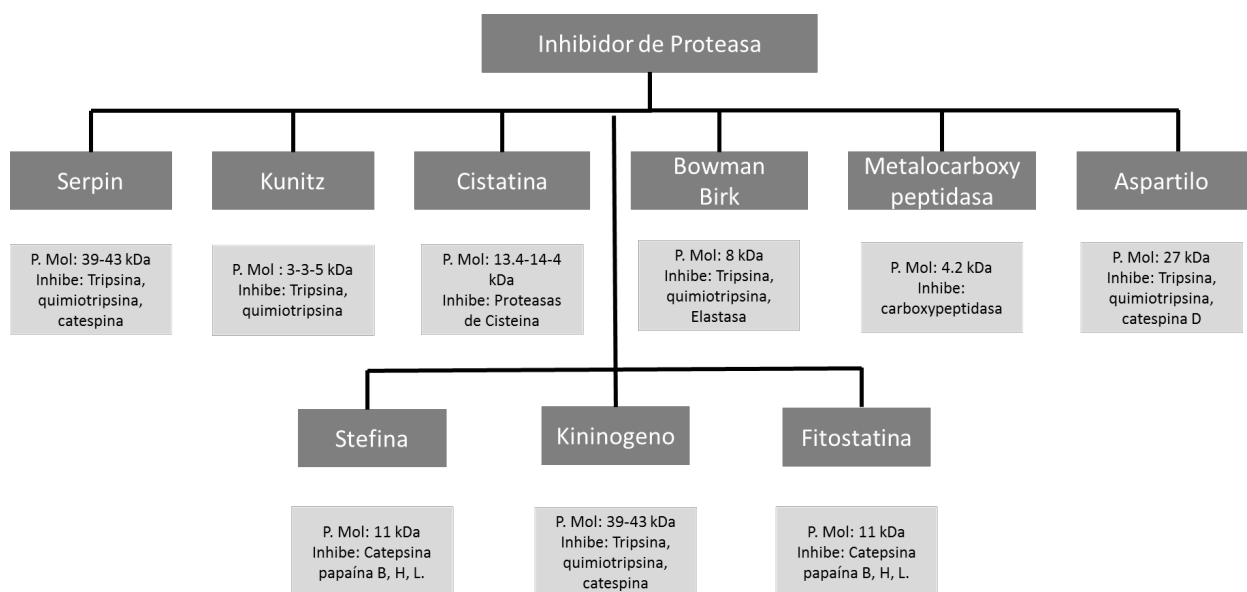 Inhibidor de Proteasa
Serpin
Kunitz
Cistatina
Bowman
Birk
Metalocarboxy
peptidasa
Aspartilo
P. Mol: 39-43 kDa
Inhibe: Tripsina,
quimiotripsina,
catespina
P. Mol : 3-3-5 kDa
Inhibe: Tripsina,
quimiotripsina
P. Mol: 13.4-14-4
kDa
Inhibe: Proteasas
de Cisteina
P. Mol: 8 kDa
Inhibe: Tripsina,
quimiotripsina,
Elastasa
P. Mol: 4.2 kDa
Inhibe:
carboxypeptidasa
P. Mol: 27 kDa
Inhibe: Tripsina,
quimiotripsina,
catespina D
Stefina
Kininogeno
Fitostatina
P. Mol: 11 kDa
Inhibe: Catepsina
papaína B, H, L.
P. Mol: 39-43 kDa
Inhibe: Tripsina,
quimiotripsina,
catespina
P. Mol: 11 kDa
Inhibe: Catepsina
papaína B, H, L.